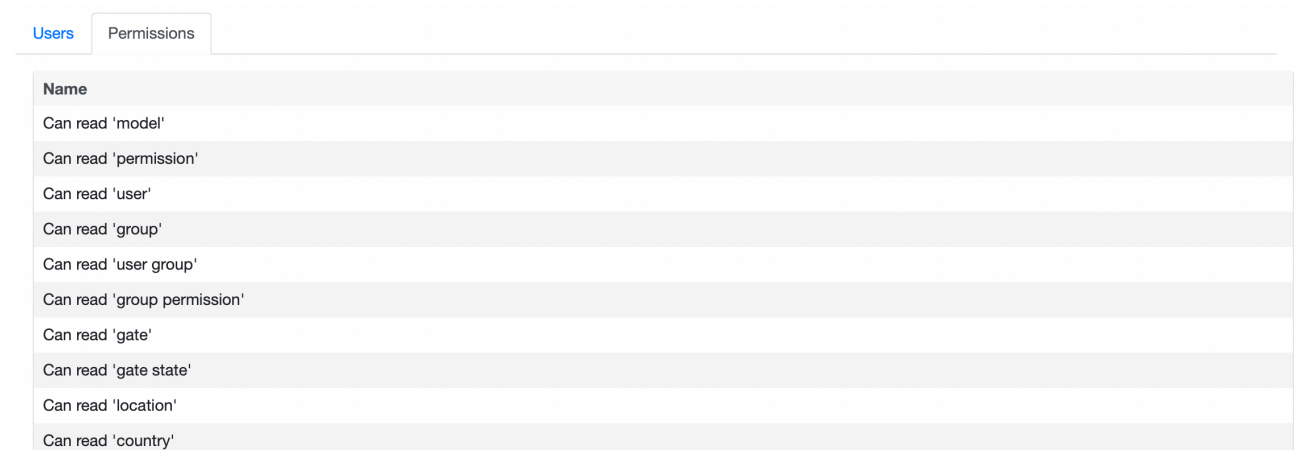 Users Permissions
Name
Can read 'model'
Can read 'permission'
Can read 'user'
Can read 'group'
Can read 'user group'
Can read 'group permission'
Can read 'gate'
Can read 'gate state'
Can read 'location'
Can read 'country'